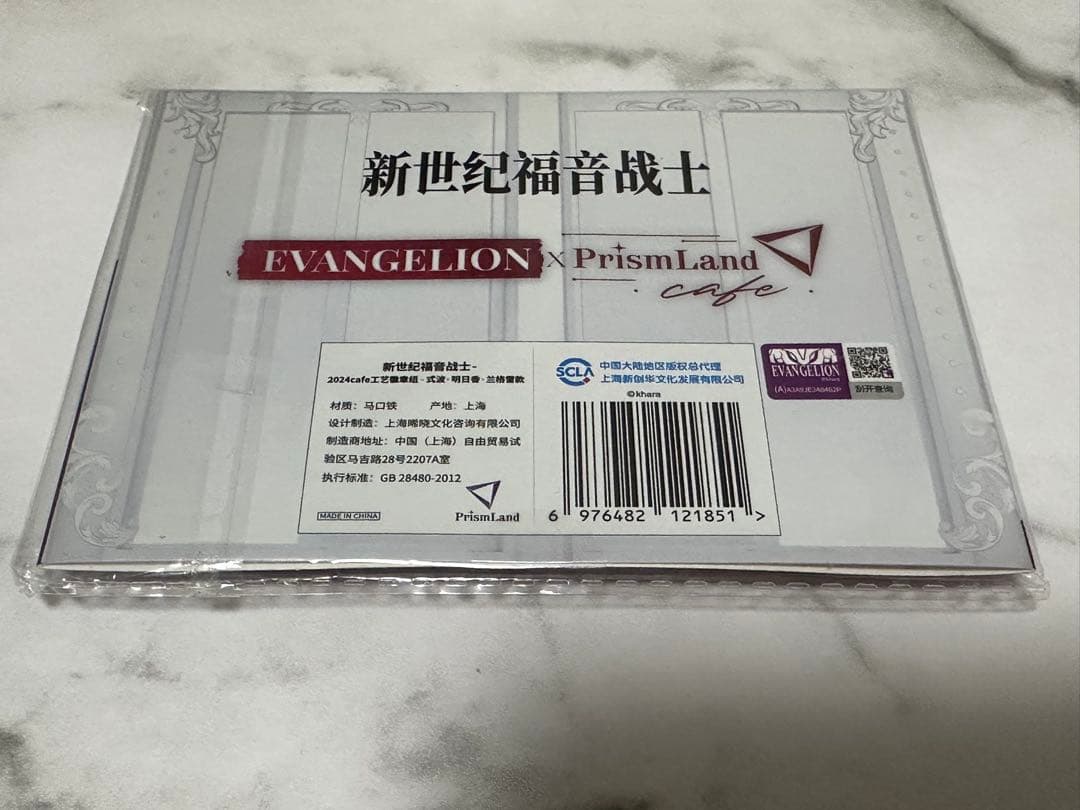 新世纪福音战士
EVANGELION × PrismLand
cafe
新世纪福音战士-
2024cafe工艺徽章组-式波·明日香·兰格雷款
材质：马口铁 产地：上海
设计制造：上海晞晓文化咨询有限公司
制造商地址：中国（上海）自由贸易试
验区马吉路28号2207A室
执行标准：GB 28480-2012
MADE IN CHINA
PrismLand
SCLA 中国大陆地区版权总代理
上海新创华文化发展有限公司
©khara
6 976482 121851 >
EVANGELION
©khara
刮开查询